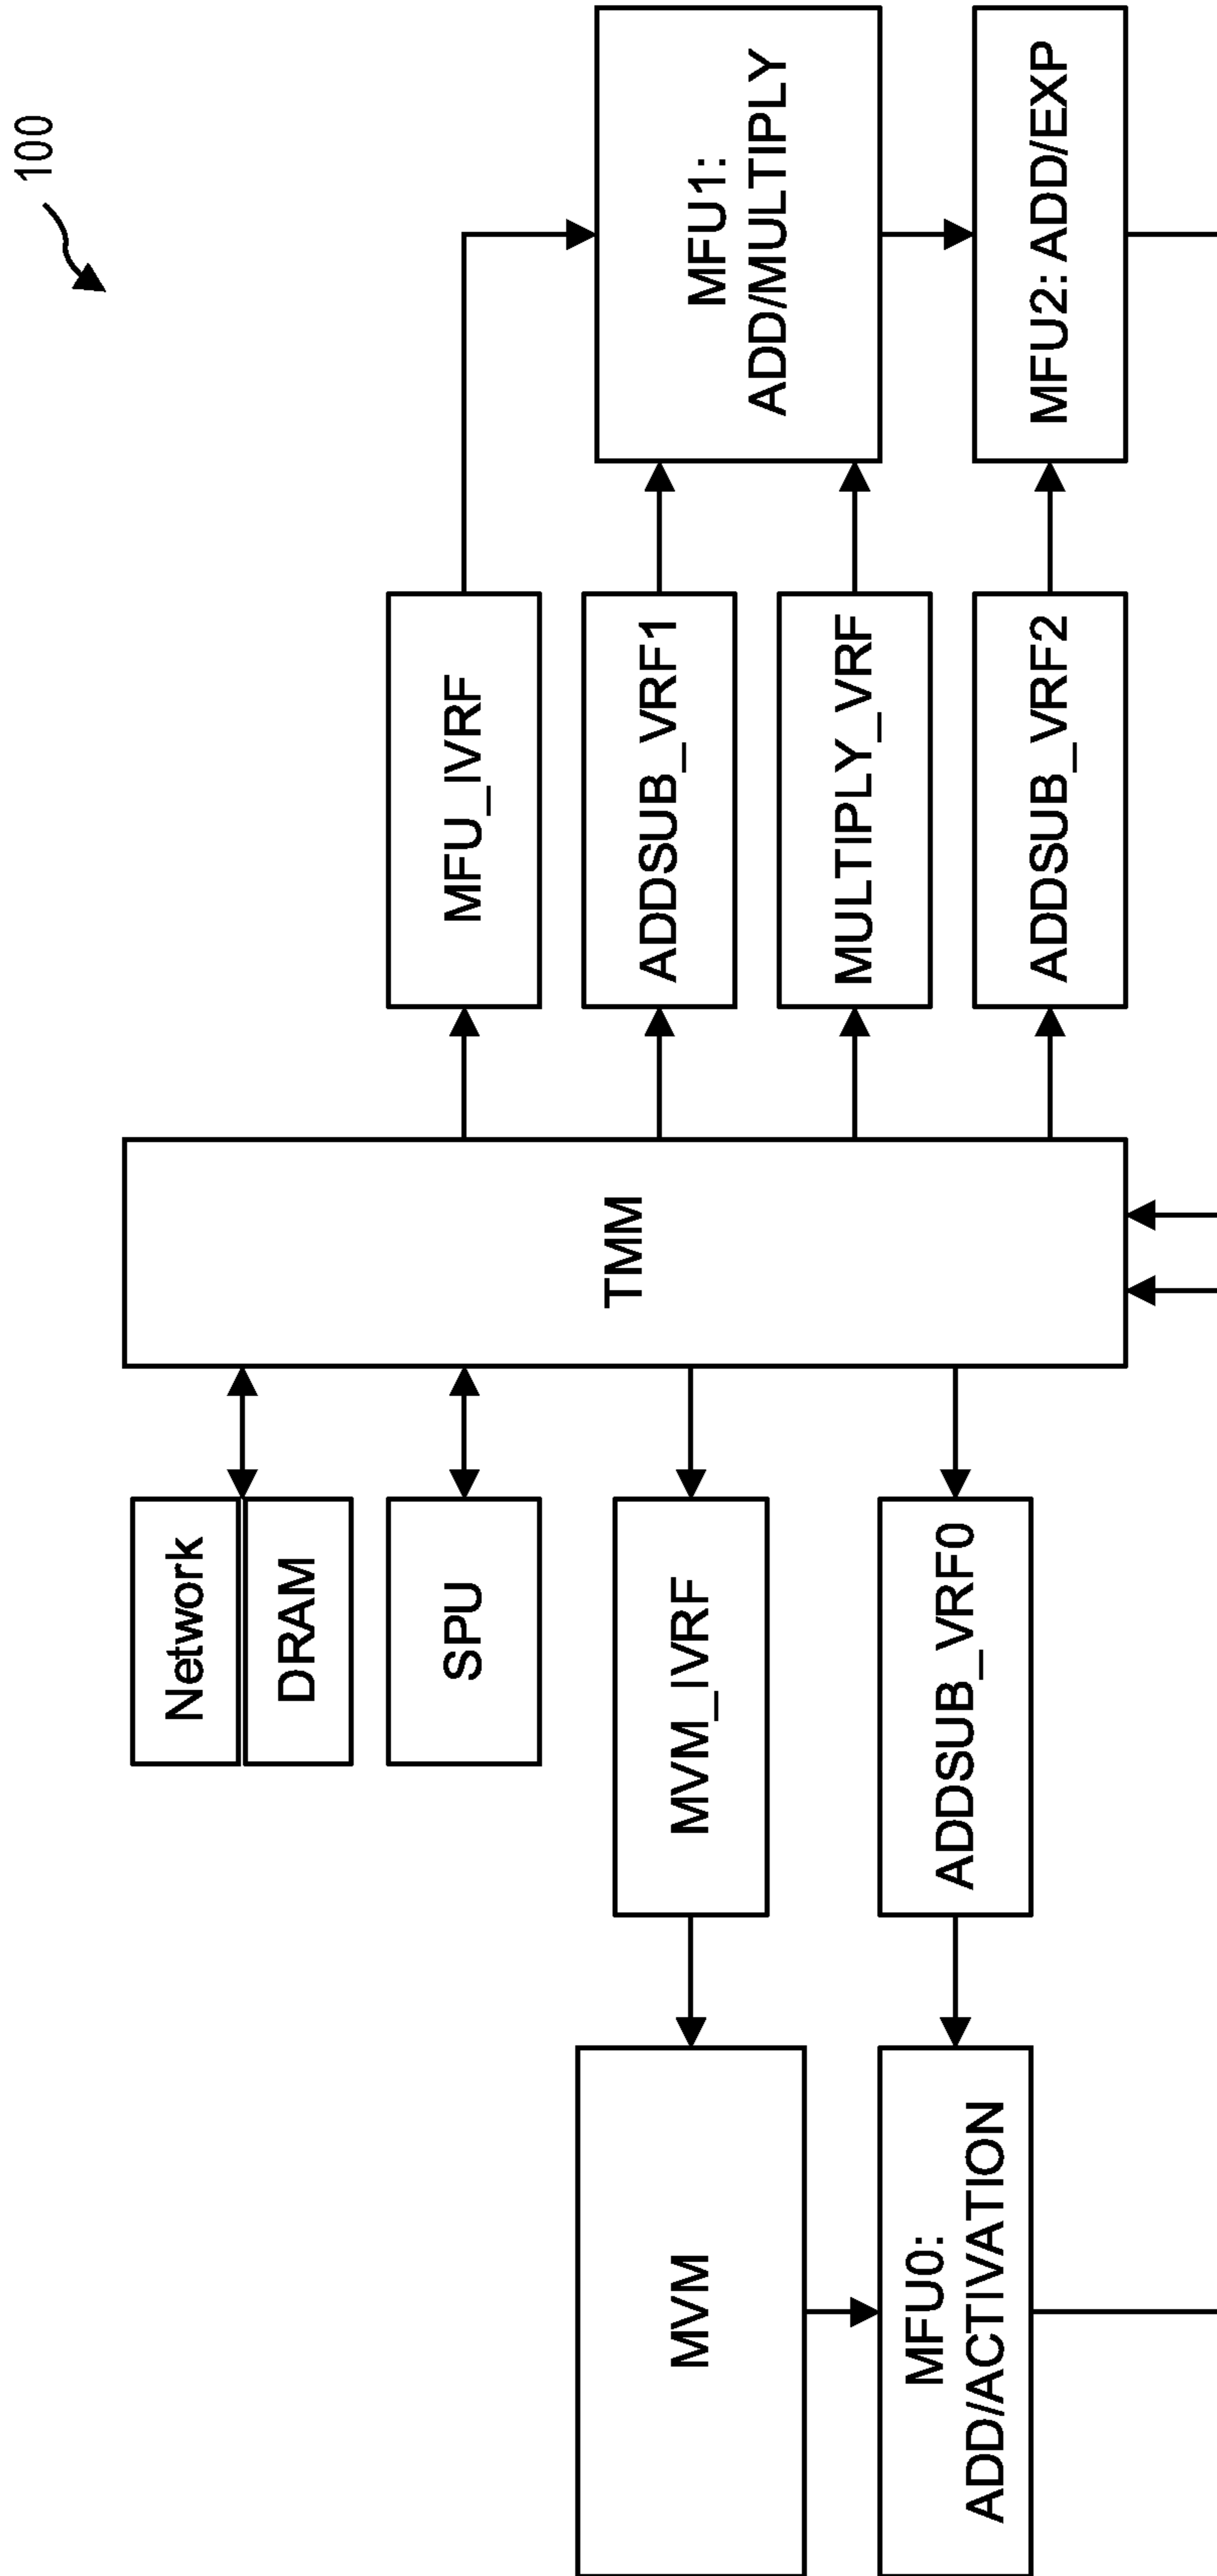 100
Network
DRAM
SPU
MVM_IVRF
ADDSUB_VRF0
MVM
MFU0:
ADD/ACTIVATION
TMM
MFU_IVRF
ADDSUB_VRF1
MULTIPLY_VRF
ADDSUB_VRF2
MFU1:
ADD/MULTIPLY
MFU2: ADD/EXP